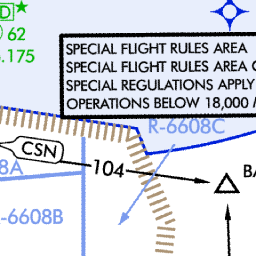 D
62
.175
SPECIAL FLIGHT RULES AREA
SPECIAL FLIGHT RULES AREA
SPECIAL REGULATIONS APPLY
OPERATIONS BELOW 18,000
R-6608C
CSN
104
8A
-6608B
BA